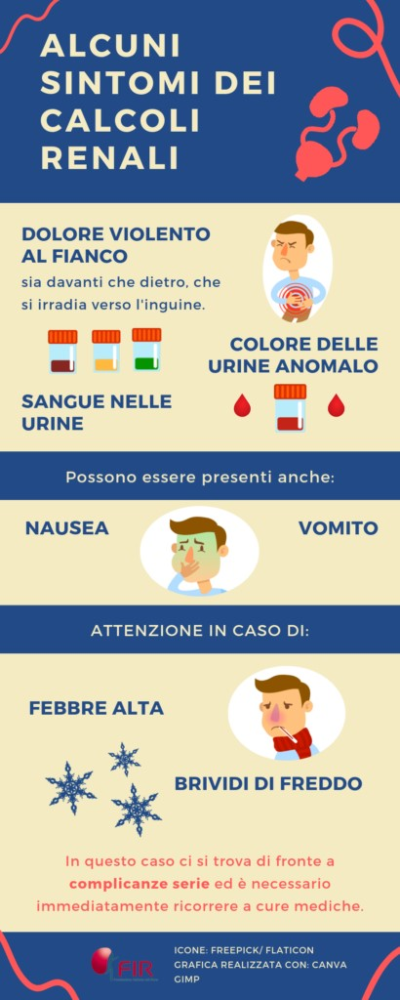 ALCUNI
SINTOMI DEI
CALCOLI
RENALI
DOLORE VIOLENTO
AL FIANCO
sia davanti che dietro, che
si irradia verso l'inguine.
COLORE DELLE
URINE ANOMALO
SANGUE NELLE
URINE
Possono essere presenti anche:
NAUSEA
VOMITO
ATTENZIONE IN CASO DI:
FEBBRE ALTA
BRIVIDI DI FREDDO
In questo caso ci si trova di fronte a
complicanze serie ed è necessario
immediatamente ricorrere a cure mediche.
FIR
ICONE: FREEPICK/ FLATICON
GRAFICA REALIZZATA CON: CANVA
GIMP